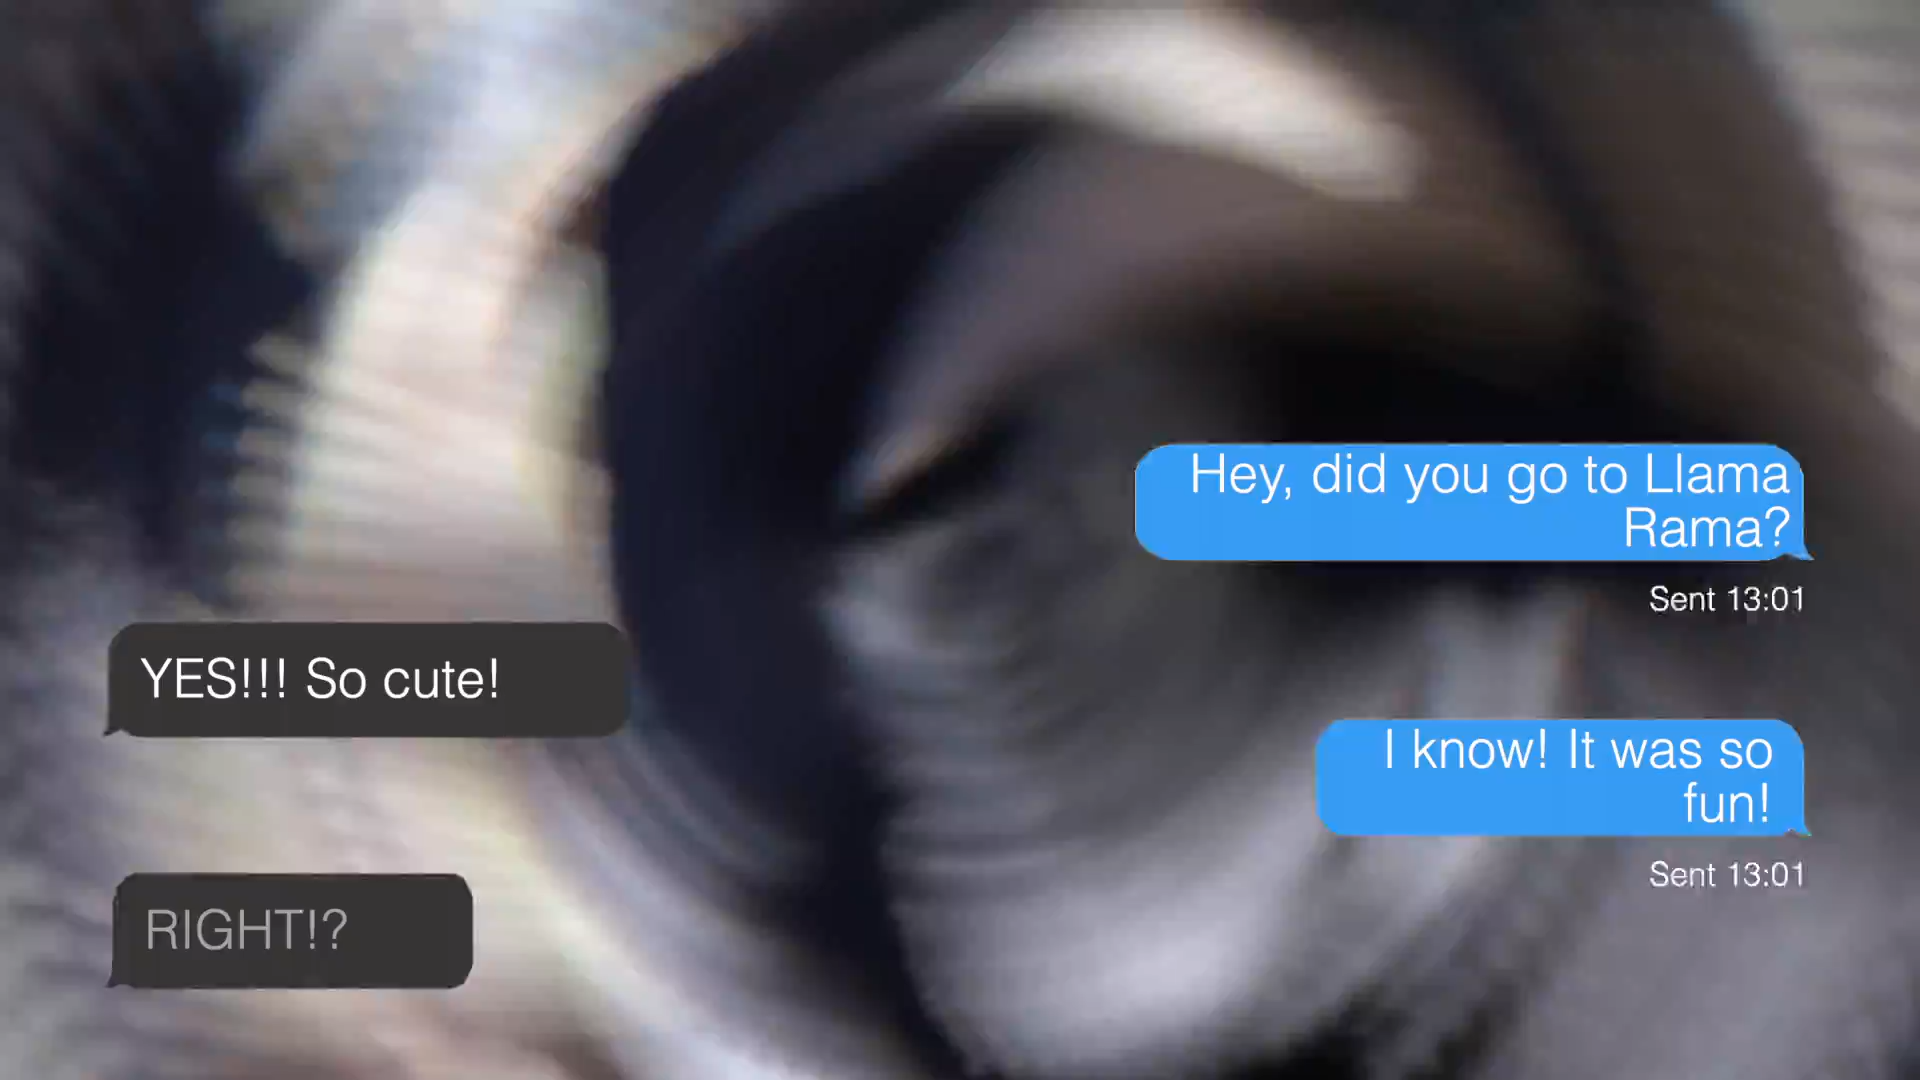 Hey, did you go to Llama
Rama?
Sent 13:01
YES!!! So cute!
I know! It was so
fun!
Sent 13:01
RIGHT!?